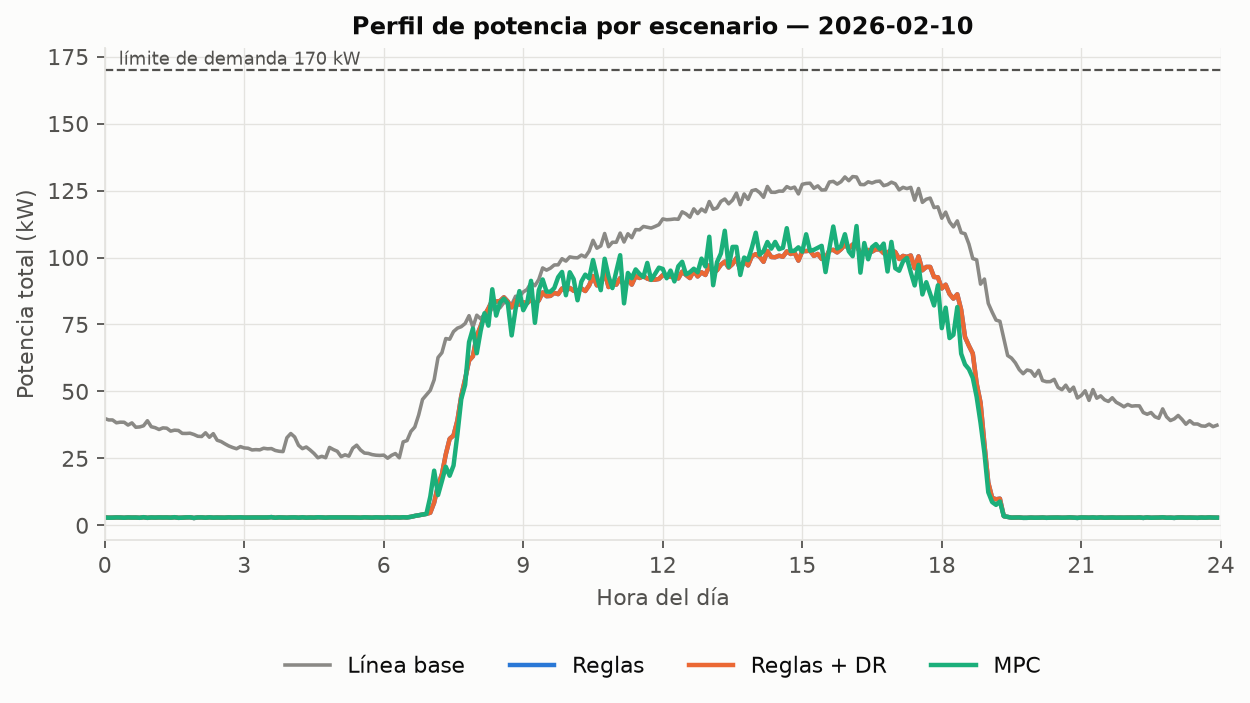 Perfil de potencia por escenario — 2026-02-10
límite de demanda 170 kW
175
150
125
100
75
50
25
0
Potencia total (kW)
0 3 6 9 12 15 18 21 24
Hora del día
Línea base Reglas Reglas + DR MPC